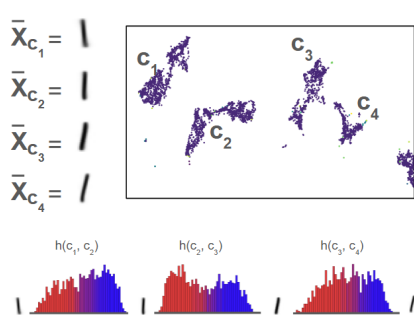 X̄c₁ =
X̄c₂ =
X̄c₃ =
X̄c₄ =
c₁
c₂
c₃
c₄
h(c₁, c₂)
h(c₂, c₃)
h(c₃, c₄)